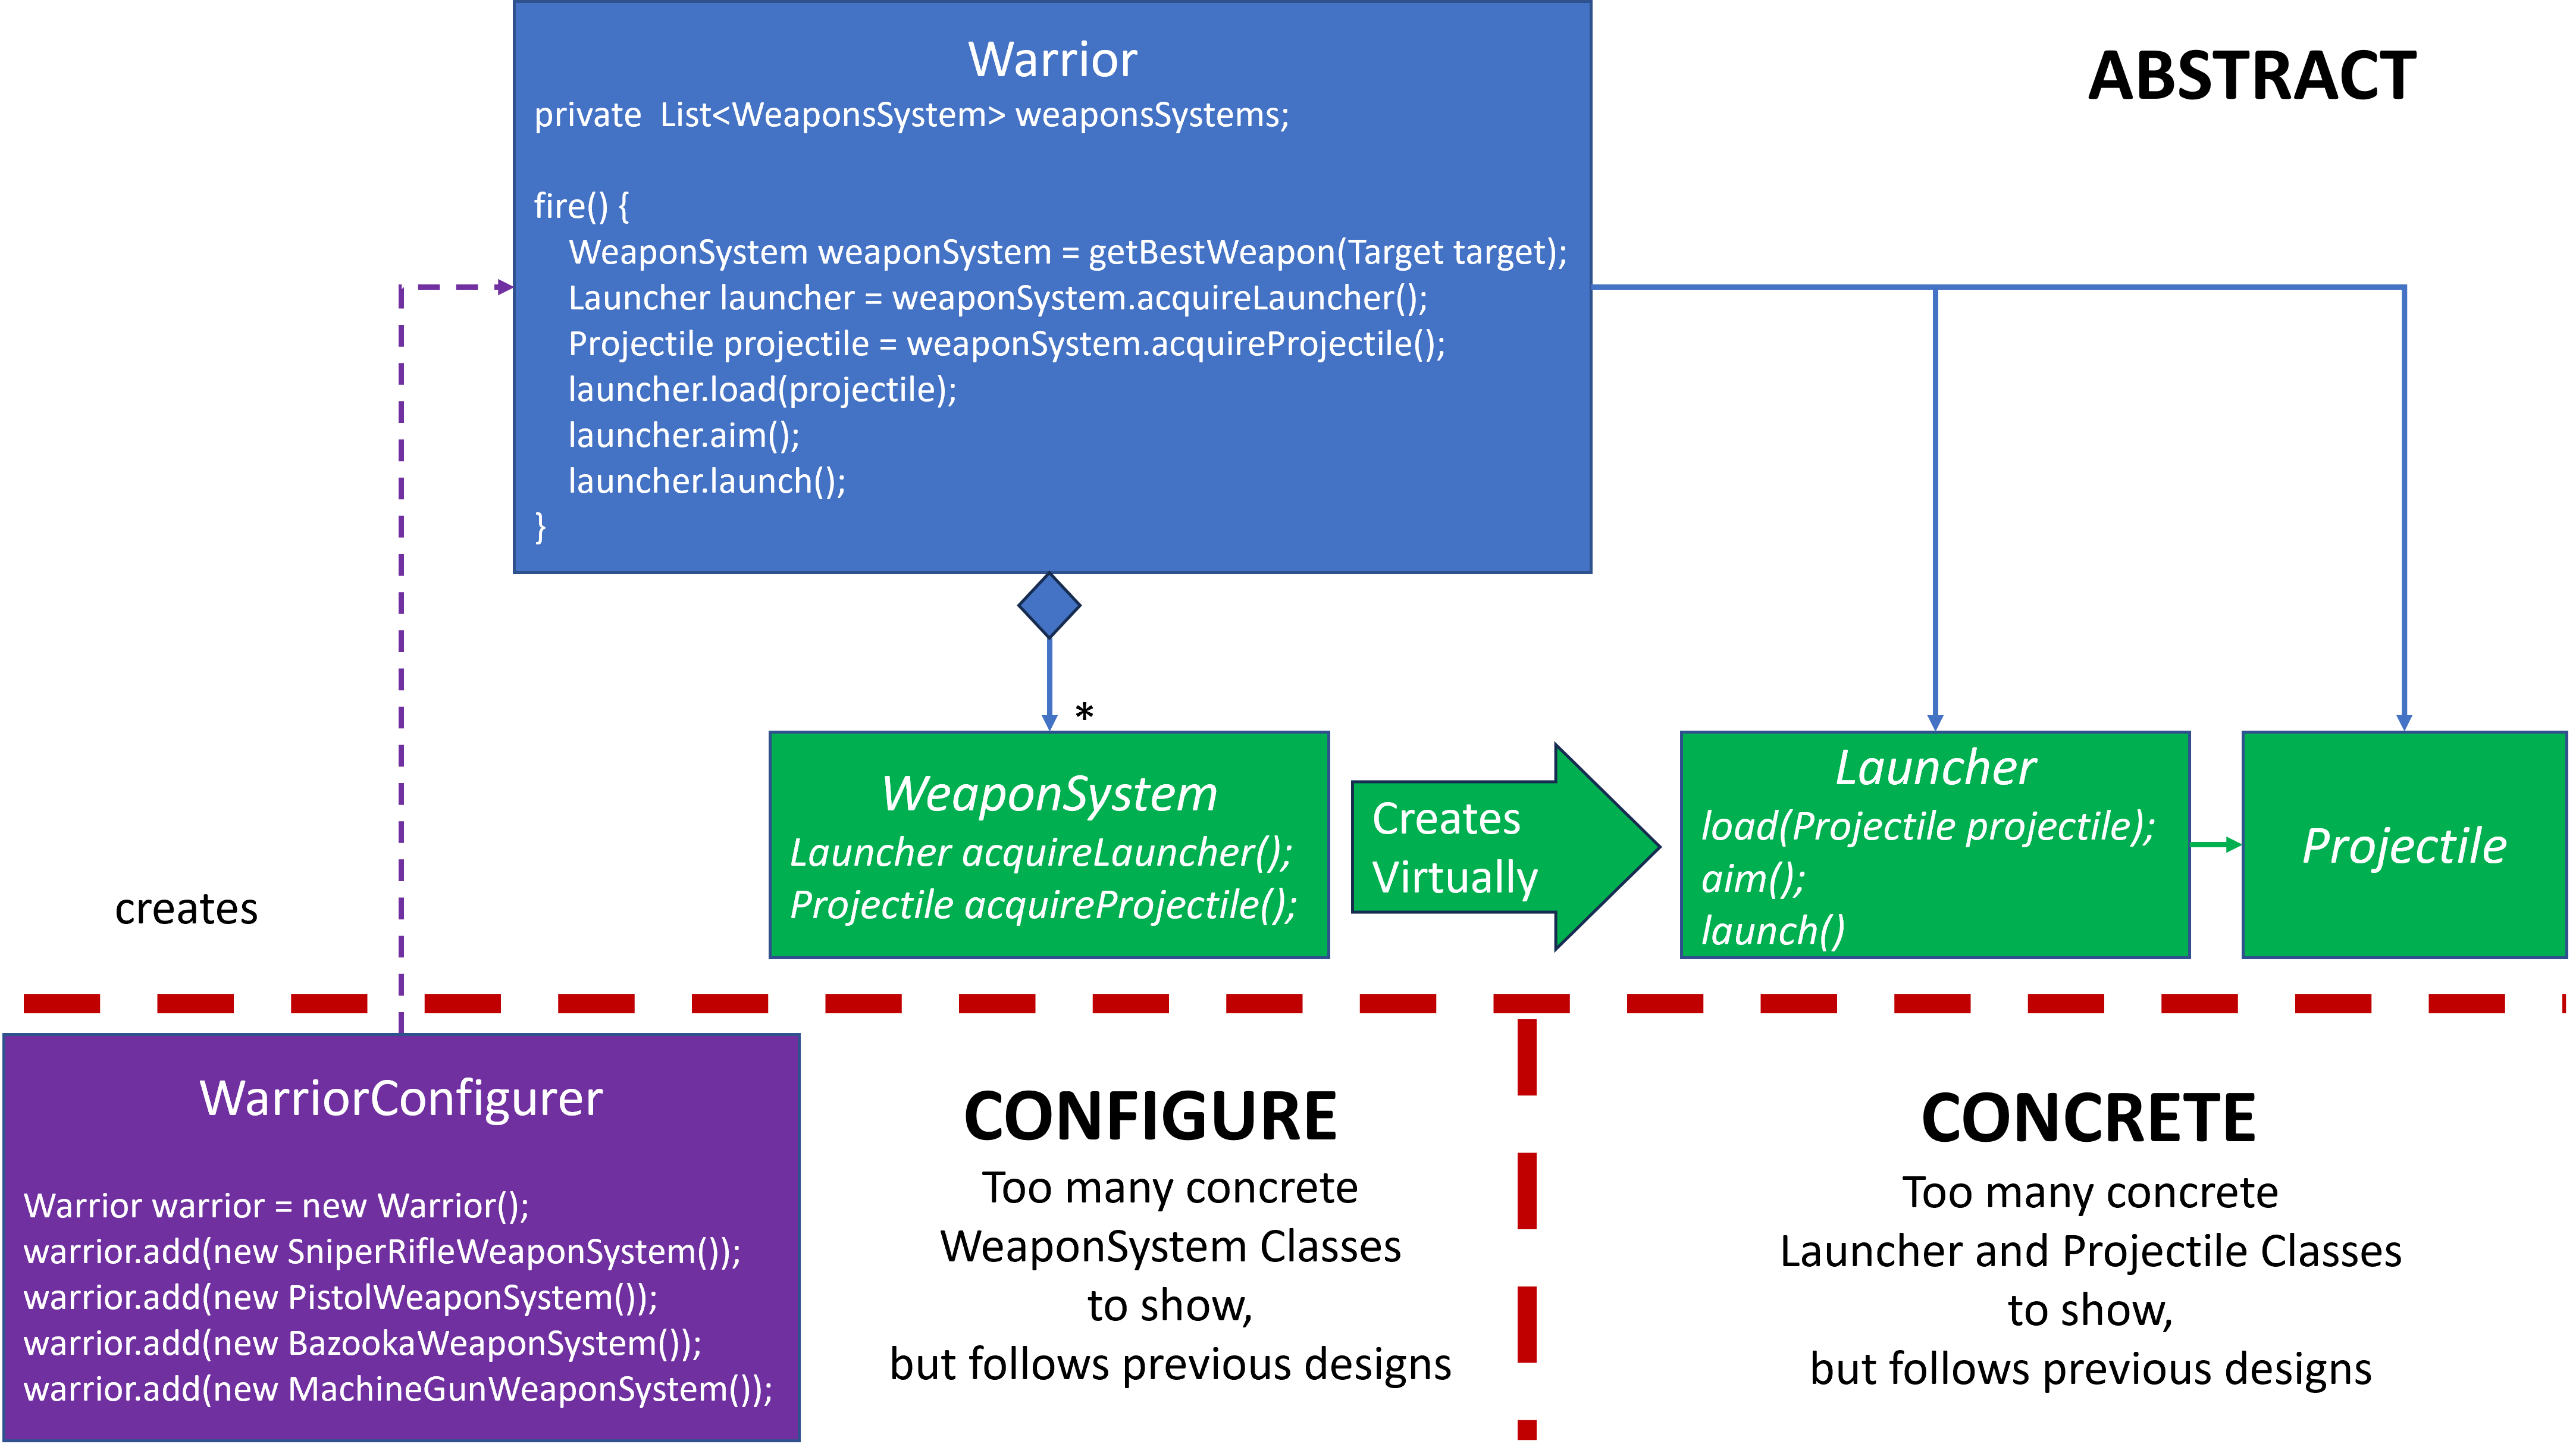 Warrior
private  List<WeaponsSystem> weaponsSystems;
fire() {
WeaponSystem weaponSystem = getBestWeapon(Target target);
Launcher launcher = weaponSystem.acquireLauncher();
Projectile projectile = weaponSystem.acquireProjectile();
launcher.load(projectile);
launcher.aim();
launcher.launch();
}
ABSTRACT
*
WeaponSystem
Launcher acquireLauncher();
Projectile acquireProjectile();
Creates
Virtually
Launcher
load(Projectile projectile);
aim();
launch()
Projectile
creates
WarriorConfigurer
Warrior warrior = new Warrior();
warrior.add(new SniperRifleWeaponSystem());
warrior.add(new PistolWeaponSystem());
warrior.add(new BazookaWeaponSystem());
warrior.add(new MachineGunWeaponSystem());
CONFIGURE
Too many concrete
WeaponSystem Classes
to show,
but follows previous designs
CONCRETE
Too many concrete
Launcher and Projectile Classes
to show,
but follows previous designs